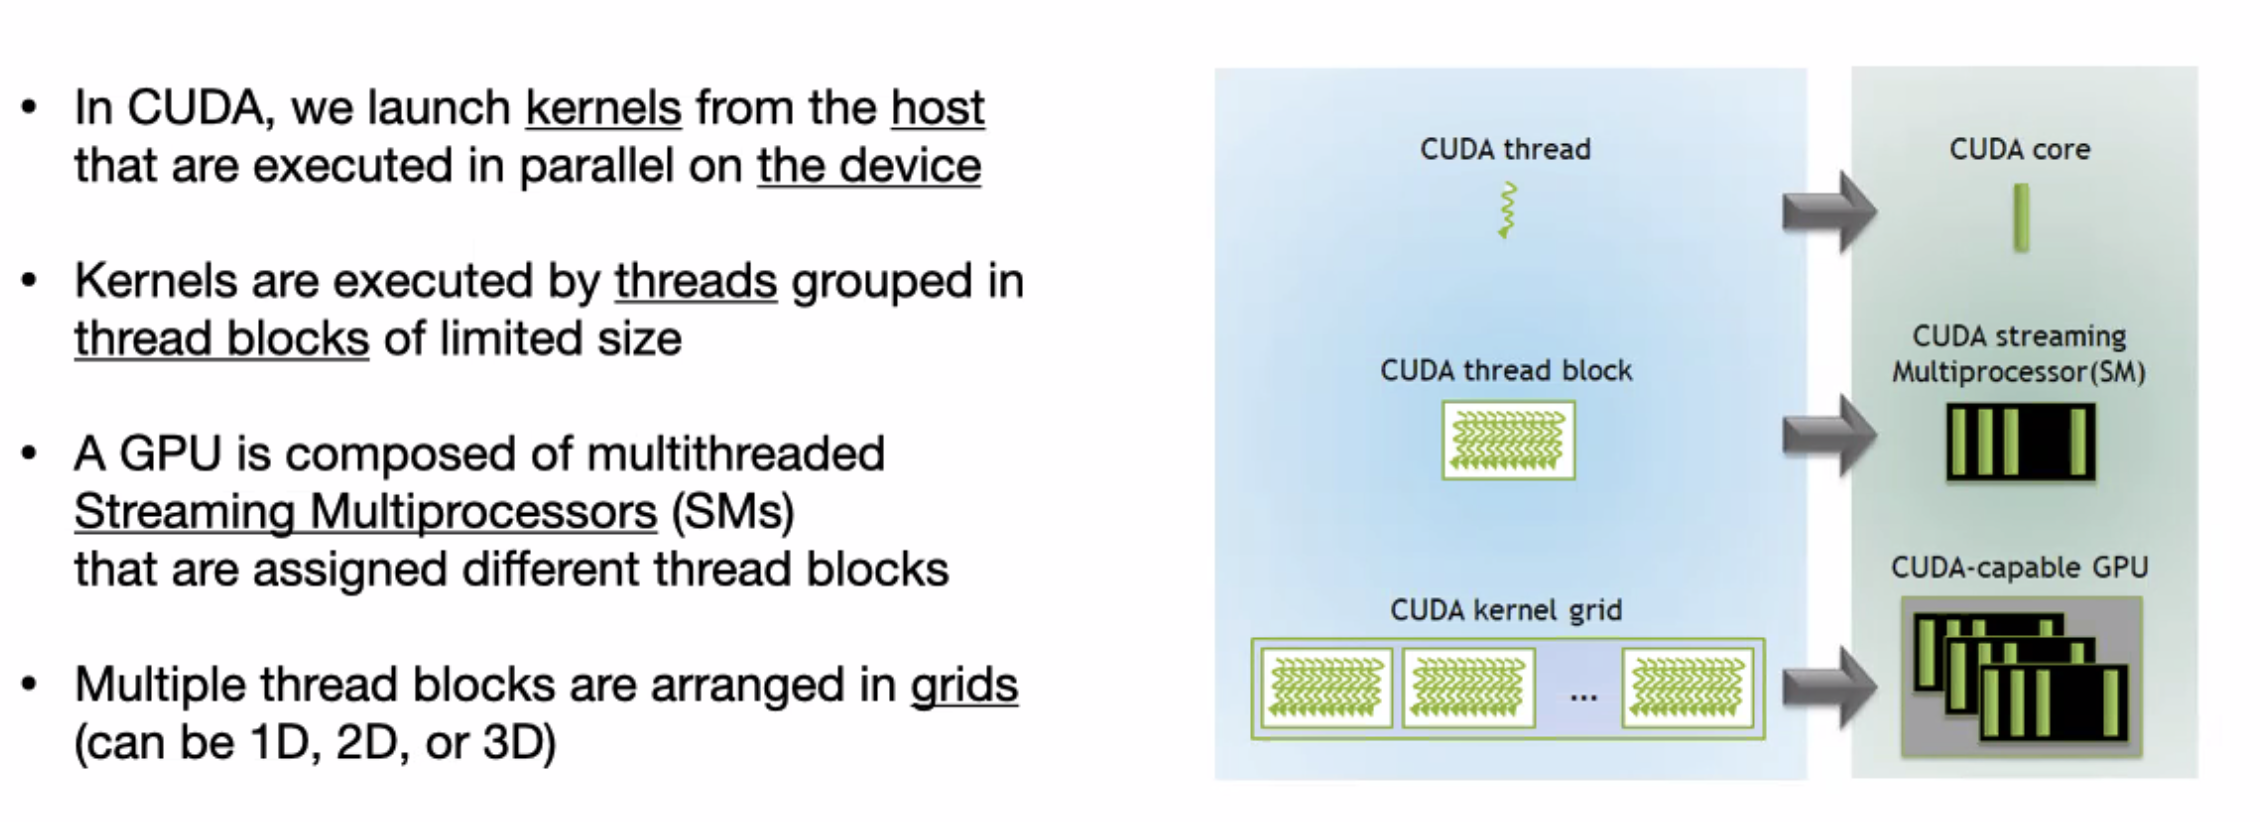 • In CUDA, we launch kernels from the host
that are executed in parallel on the device
• Kernels are executed by threads grouped in
thread blocks of limited size
• A GPU is composed of multithreaded
Streaming Multiprocessors (SMs)
that are assigned different thread blocks
• Multiple thread blocks are arranged in grids
(can be 1D, 2D, or 3D)
CUDA thread
CUDA core
CUDA thread block
CUDA streaming
Multiprocessor(SM)
CUDA kernel grid
...
CUDA-capable GPU